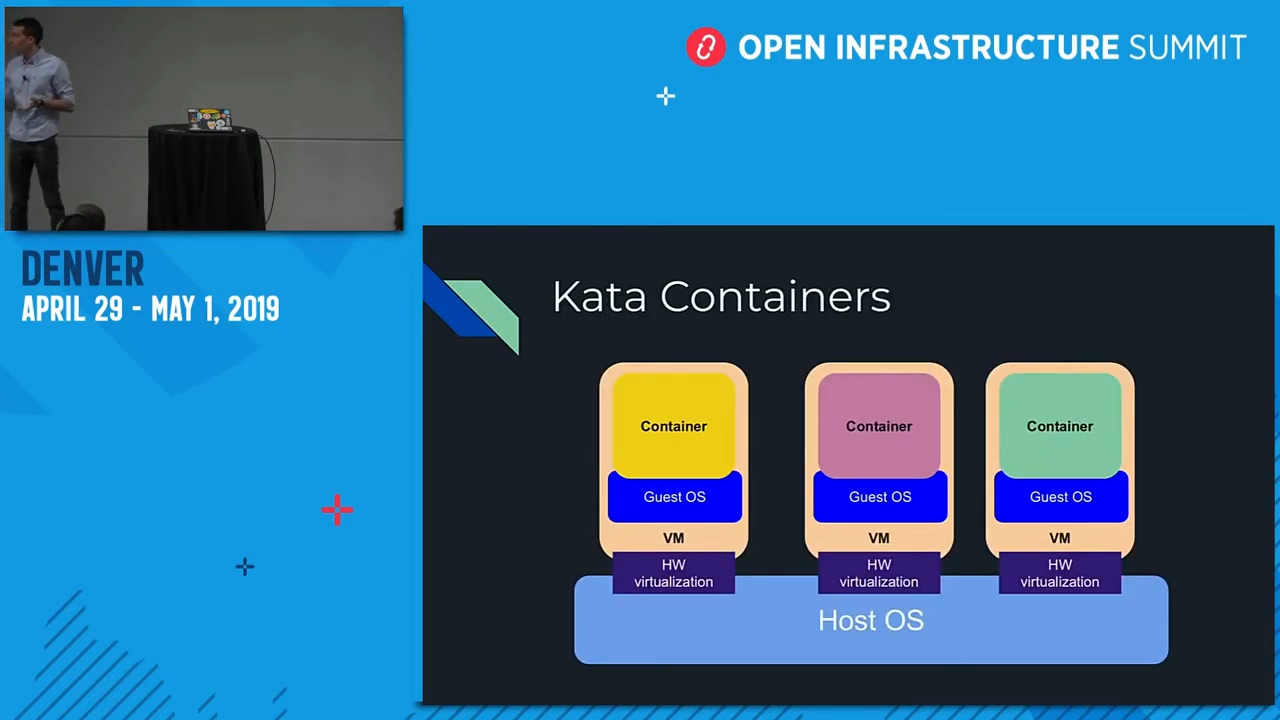 OPEN INFRASTRUCTURE SUMMIT
DENVER
APRIL 29 - MAY 1, 2019
Kata Containers
Container
Container
Container
Guest OS
Guest OS
Guest OS
VM
VM
VM
HW
virtualization
HW
virtualization
HW
virtualization
Host OS